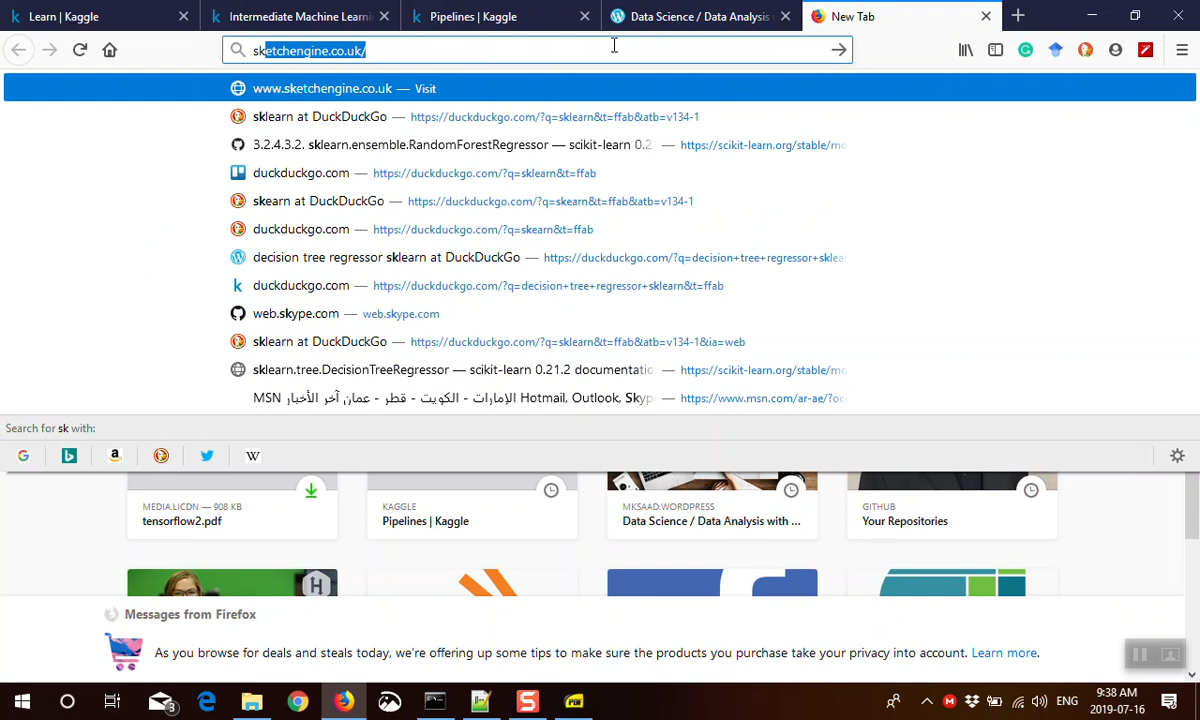 Learn | Kaggle
Intermediate Machine Learnin
Pipelines | Kaggle
Data Science / Data Analysis
New Tab
sketchengine.co.uk/
www.sketchengine.co.uk — Visit
sklearn at DuckDuckGo — https://duckduckgo.com/?q=sklearn&t=ffab&atb=v134-1
3.2.4.3.2. sklearn.ensemble.RandomForestRegressor — scikit-learn 0.2 — https://scikit-learn.org/stable/mo
duckduckgo.com — https://duckduckgo.com/?q=sklearn&t=ffab
skearn at DuckDuckGo — https://duckduckgo.com/?q=skearn&t=ffab&atb=v134-1
duckduckgo.com — https://duckduckgo.com/?q=skearn&t=ffab
decision tree regressor sklearn at DuckDuckGo — https://duckduckgo.com/?q=decision+tree+regressor+sklea
duckduckgo.com — https://duckduckgo.com/?q=decision+tree+regressor+sklearn&t=ffab
web.skype.com — web.skype.com
sklearn at DuckDuckGo — https://duckduckgo.com/?q=sklearn&t=ffab&atb=v134-1&ia=web
sklearn.tree.DecisionTreeRegressor — scikit-learn 0.21.2 documentatio — https://scikit-learn.org/stable/mo
MSN الإمارات - الكويت - قطر - عمان آخر الأخبار Hotmail, Outlook, Skype — https://www.msn.com/ar-ae/?oc
Search for sk with:
MEDIA.LICDN — 908 KB
tensorflow2.pdf
KAGGLE
Pipelines | Kaggle
MKSAAD.WORDPRESS
Data Science / Data Analysis with ...
GITHUB
Your Repositories
Messages from Firefox
As you browse for deals and steals today, we're offering up some tips to make sure the products you purchase take your privacy into account. Learn more.
3
ENG
9:38 AM
2019-07-16